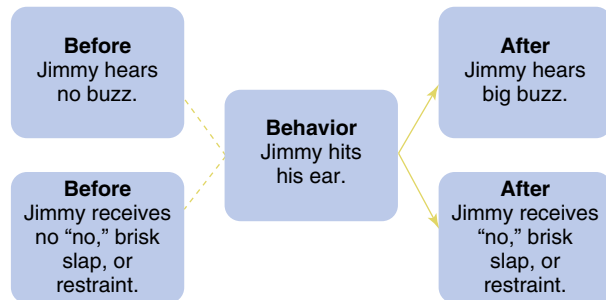 Before
Jimmy hears
no buzz.
Before
Jimmy receives
no “no,” brisk
slap, or
restraint.
Behavior
Jimmy hits
his ear.
After
Jimmy hears
big buzz.
After
Jimmy receives
“no,” brisk
slap, or
restraint.